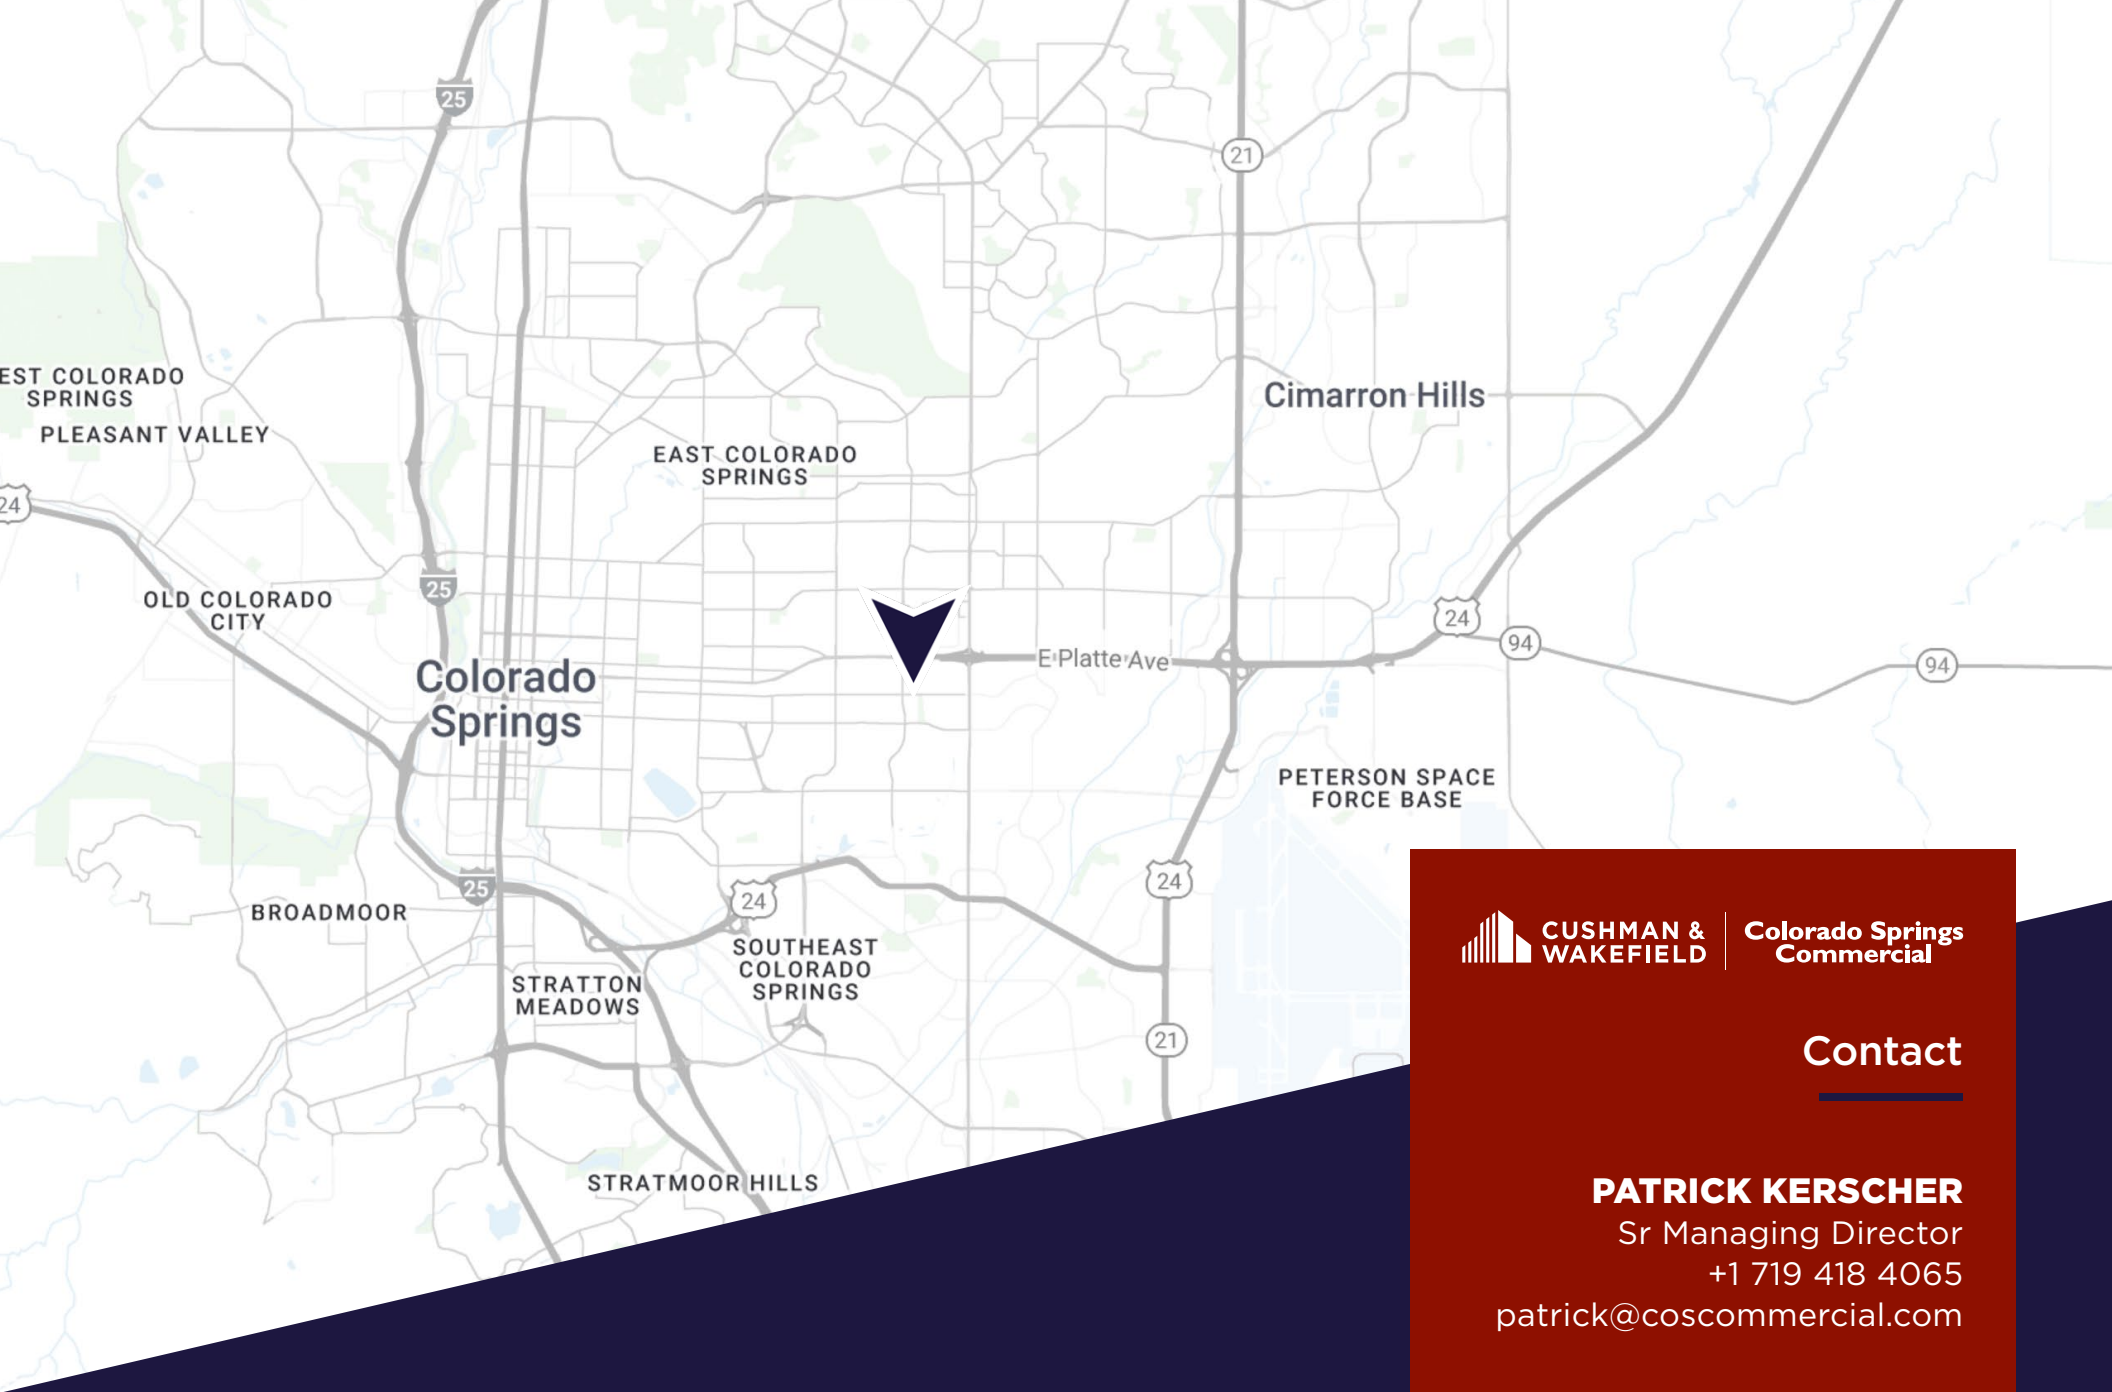 25
21
EST COLORADO
SPRINGS
Cimarron Hills
PLEASANT VALLEY
EAST COLORADO
SPRINGS
24
25
OLD COLORADO
CITY
24
94
E Platte Ave
94
Colorado
Springs
PETERSON SPACE
FORCE BASE
24
25
24
BROADMOOR
SOUTHEAST
COLORADO
SPRINGS
STRATTON
MEADOWS
21
STRATMOOR HILLS
CUSHMAN &
WAKEFIELD
Colorado Springs
Commercial
Contact
PATRICK KERSCHER
Sr Managing Director
+1 719 418 4065
patrick@coscommercial.com